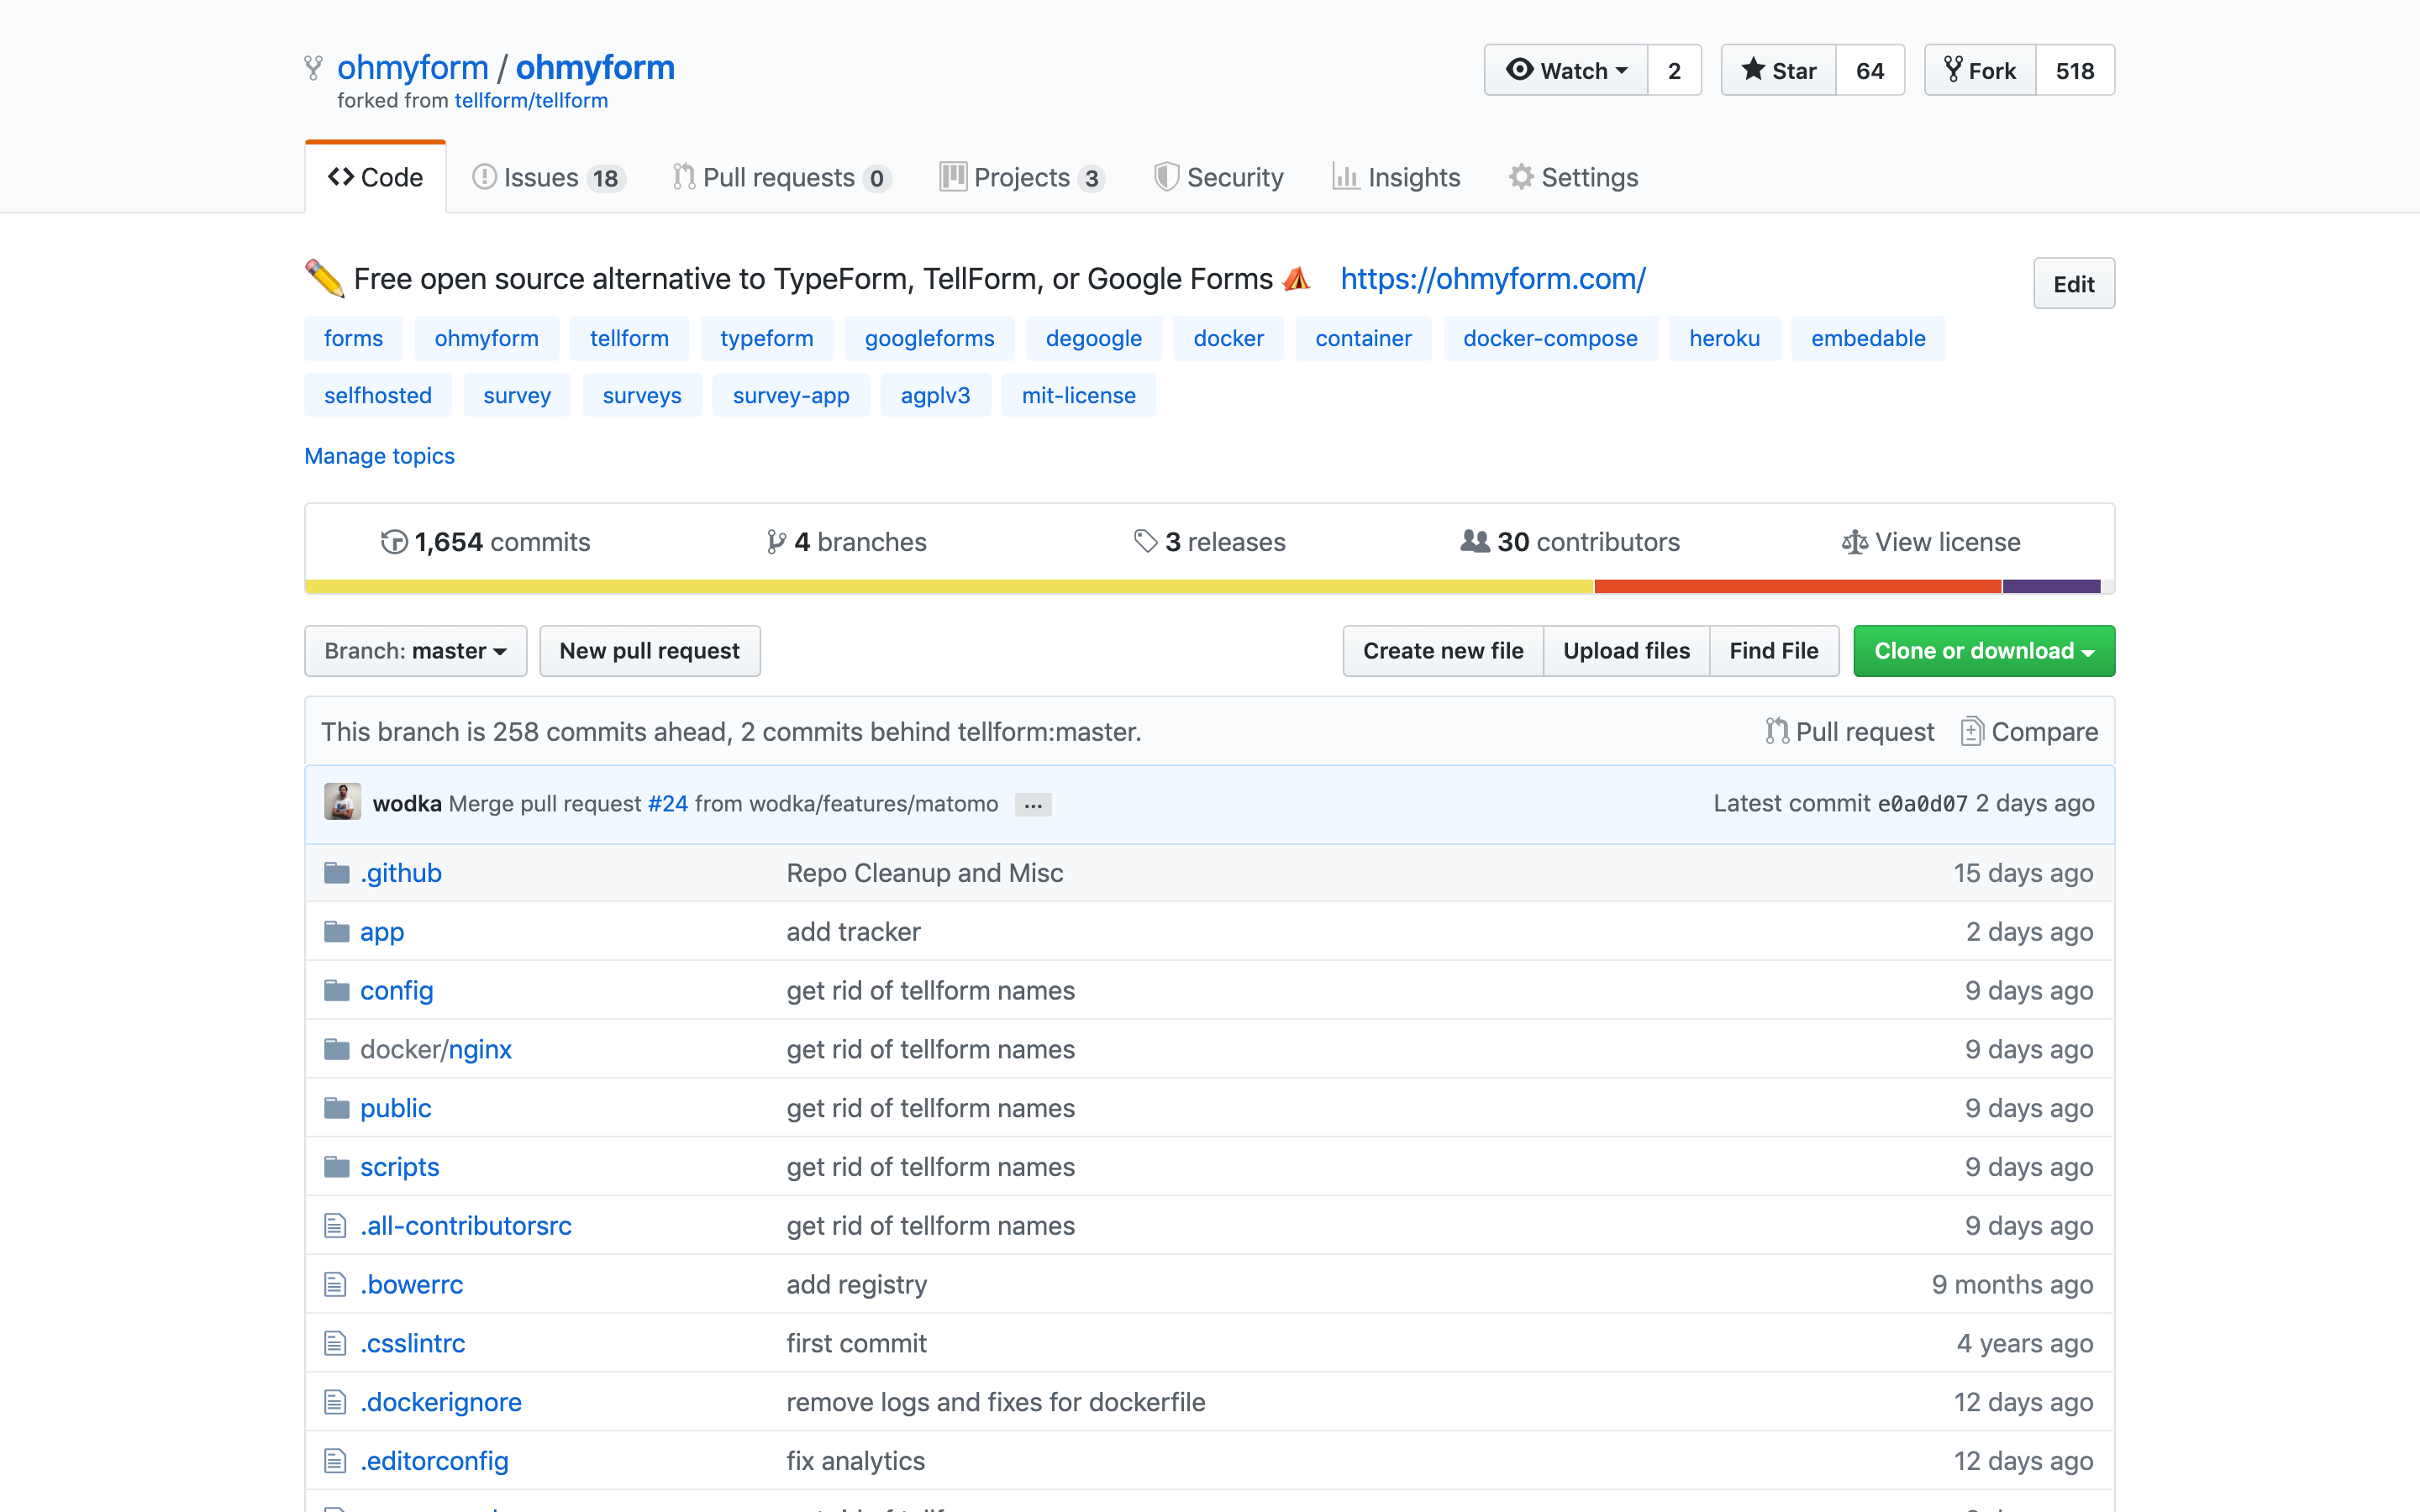 ohmyform / ohmyform
Watch 2 Star 64 Fork 518
forked from tellform/tellform
Code Issues 18 Pull requests 0 Projects 3 Security Insights Settings
Free open source alternative to TypeForm, TellForm, or Google Forms https://ohmyform.com/
Edit
forms ohmyform tellform typeform googleforms degoogle docker container docker-compose heroku embedable
selfhosted survey surveys survey-app agplv3 mit-license
Manage topics
1,654 commits 4 branches 3 releases 30 contributors View license
Branch: master New pull request Create new file Upload files Find File Clone or download
This branch is 258 commits ahead, 2 commits behind tellform:master. Pull request Compare
wodka Merge pull request #24 from wodka/features/matomo ... Latest commit e0a0d07 2 days ago
.github Repo Cleanup and Misc 15 days ago
app add tracker 2 days ago
config get rid of tellform names 9 days ago
docker/nginx get rid of tellform names 9 days ago
public get rid of tellform names 9 days ago
scripts get rid of tellform names 9 days ago
.all-contributorsrc get rid of tellform names 9 days ago
.bowerrc add registry 9 months ago
.csslintrc first commit 4 years ago
.dockerignore remove logs and fixes for dockerfile 12 days ago
.editorconfig fix analytics 12 days ago